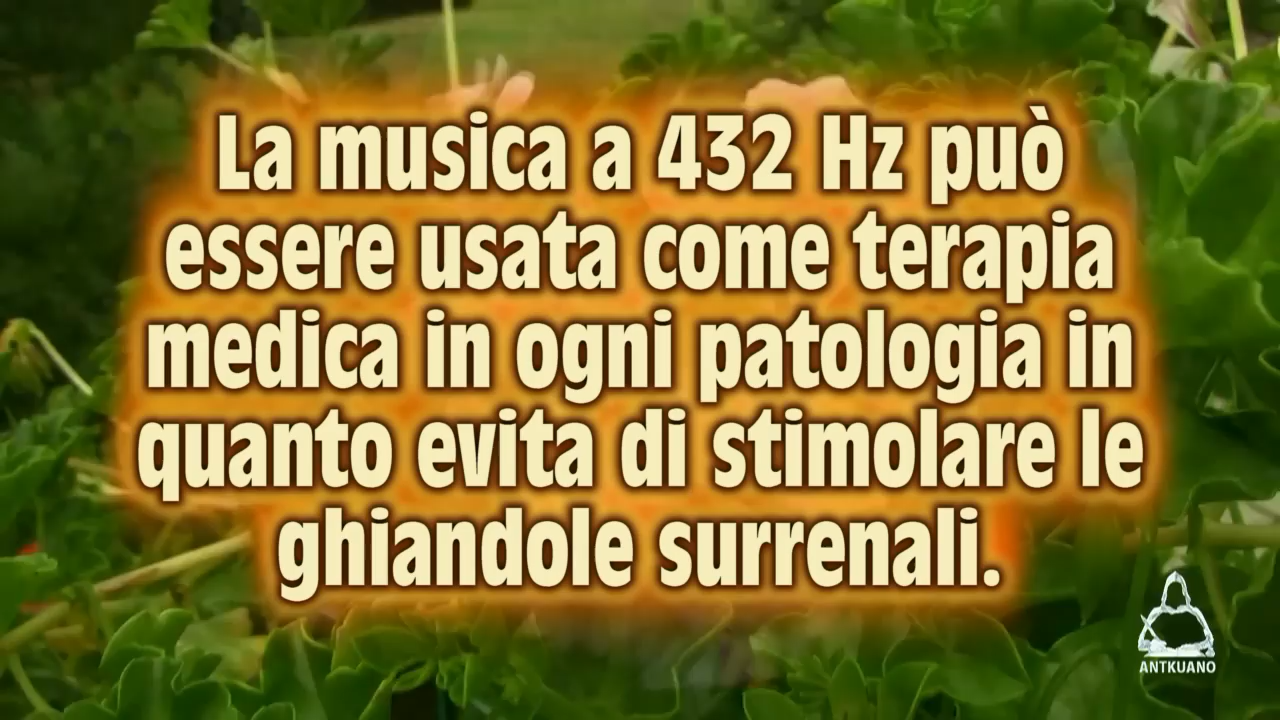 La musica a 432 Hz può
essere usata come terapia
medica in ogni patologia in
quanto evita di stimolare le
ghiandole surrenali.
ANTKUANO